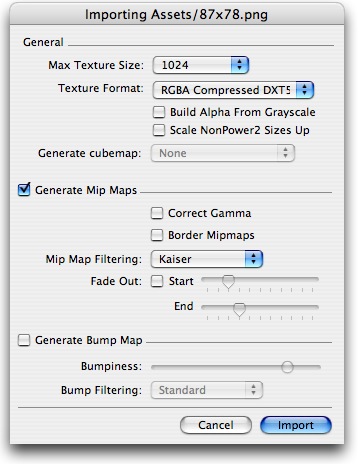 Importing Assets/87x78.png
General
Max Texture Size: 1024
Texture Format: RGBA Compressed DXT5
Build Alpha From Grayscale
Scale NonPower2 Sizes Up
Generate cubemap: None
Generate Mip Maps
Correct Gamma
Border Mipmaps
Mip Map Filtering: Kaiser
Fade Out: Start
End
Generate Bump Map
Bumpiness:
Bump Filtering: Standard
Cancel Import